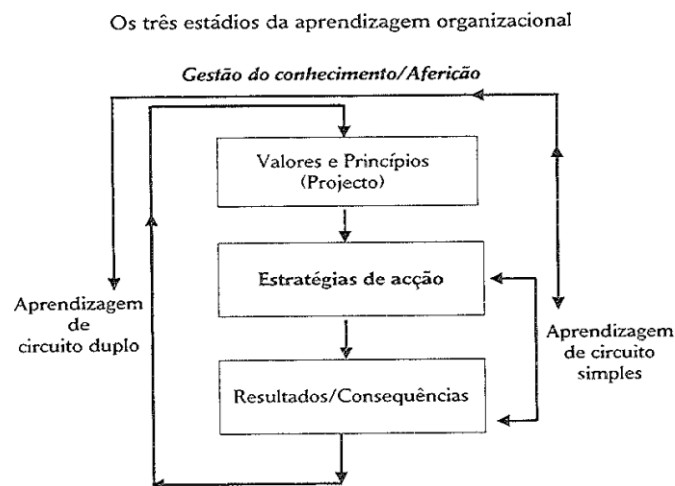 Os três estádios da aprendizagem organizacional
Gestão do conhecimento/Aferição
Valores e Princípios
(Projecto)
Estratégias de acção
Aprendizagem
de
circuito duplo
Aprendizagem
de circuito
simples
Resultados/Consequências